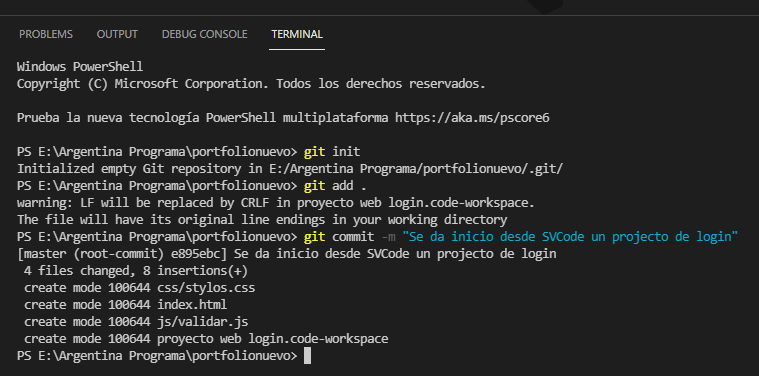 PROBLEMS OUTPUT DEBUG CONSOLE TERMINAL
Windows PowerShell
Copyright (C) Microsoft Corporation. Todos los derechos reservados.
Prueba la nueva tecnología PowerShell multiplataforma https://aka.ms/pscore6
PS E:\Argentina Programa\portfolionuevo> git init
Initialized empty Git repository in E:/Argentina Programa/portfolionuevo/.git/
PS E:\Argentina Programa\portfolionuevo> git add .
warning: LF will be replaced by CRLF in proyecto web login.code-workspace.
The file will have its original line endings in your working directory
PS E:\Argentina Programa\portfolionuevo> git commit -m "Se da inicio desde SVCode un projecto de login"
[master (root-commit) e895ebc] Se da inicio desde SVCode un projecto de login
 4 files changed, 8 insertions(+)
 create mode 100644 css/stylos.css
 create mode 100644 index.html
 create mode 100644 js/validar.js
 create mode 100644 proyecto web login.code-workspace
PS E:\Argentina Programa\portfolionuevo>